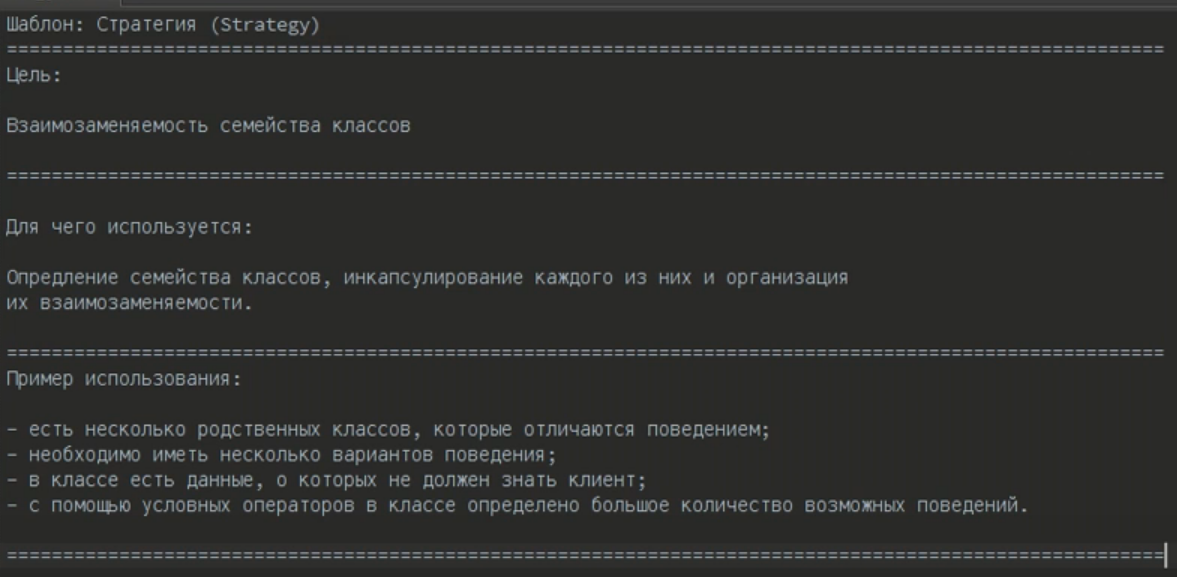 Шаблон: Стратегия (Strategy)
=======================================================================================================
Цель:
Взаимозаменяемость семейства классов
=======================================================================================================
Для чего используется:
Опредление семейства классов, инкапсулирование каждого из них и организация
их взаимозаменяемости.
=======================================================================================================
Пример использования:
- есть несколько родственных классов, которые отличаются поведением;
- необходимо иметь несколько вариантов поведения;
- в классе есть данные, о которых не должен знать клиент;
- с помощью условных операторов в классе определено большое количество возможных поведений.
=======================================================================================================